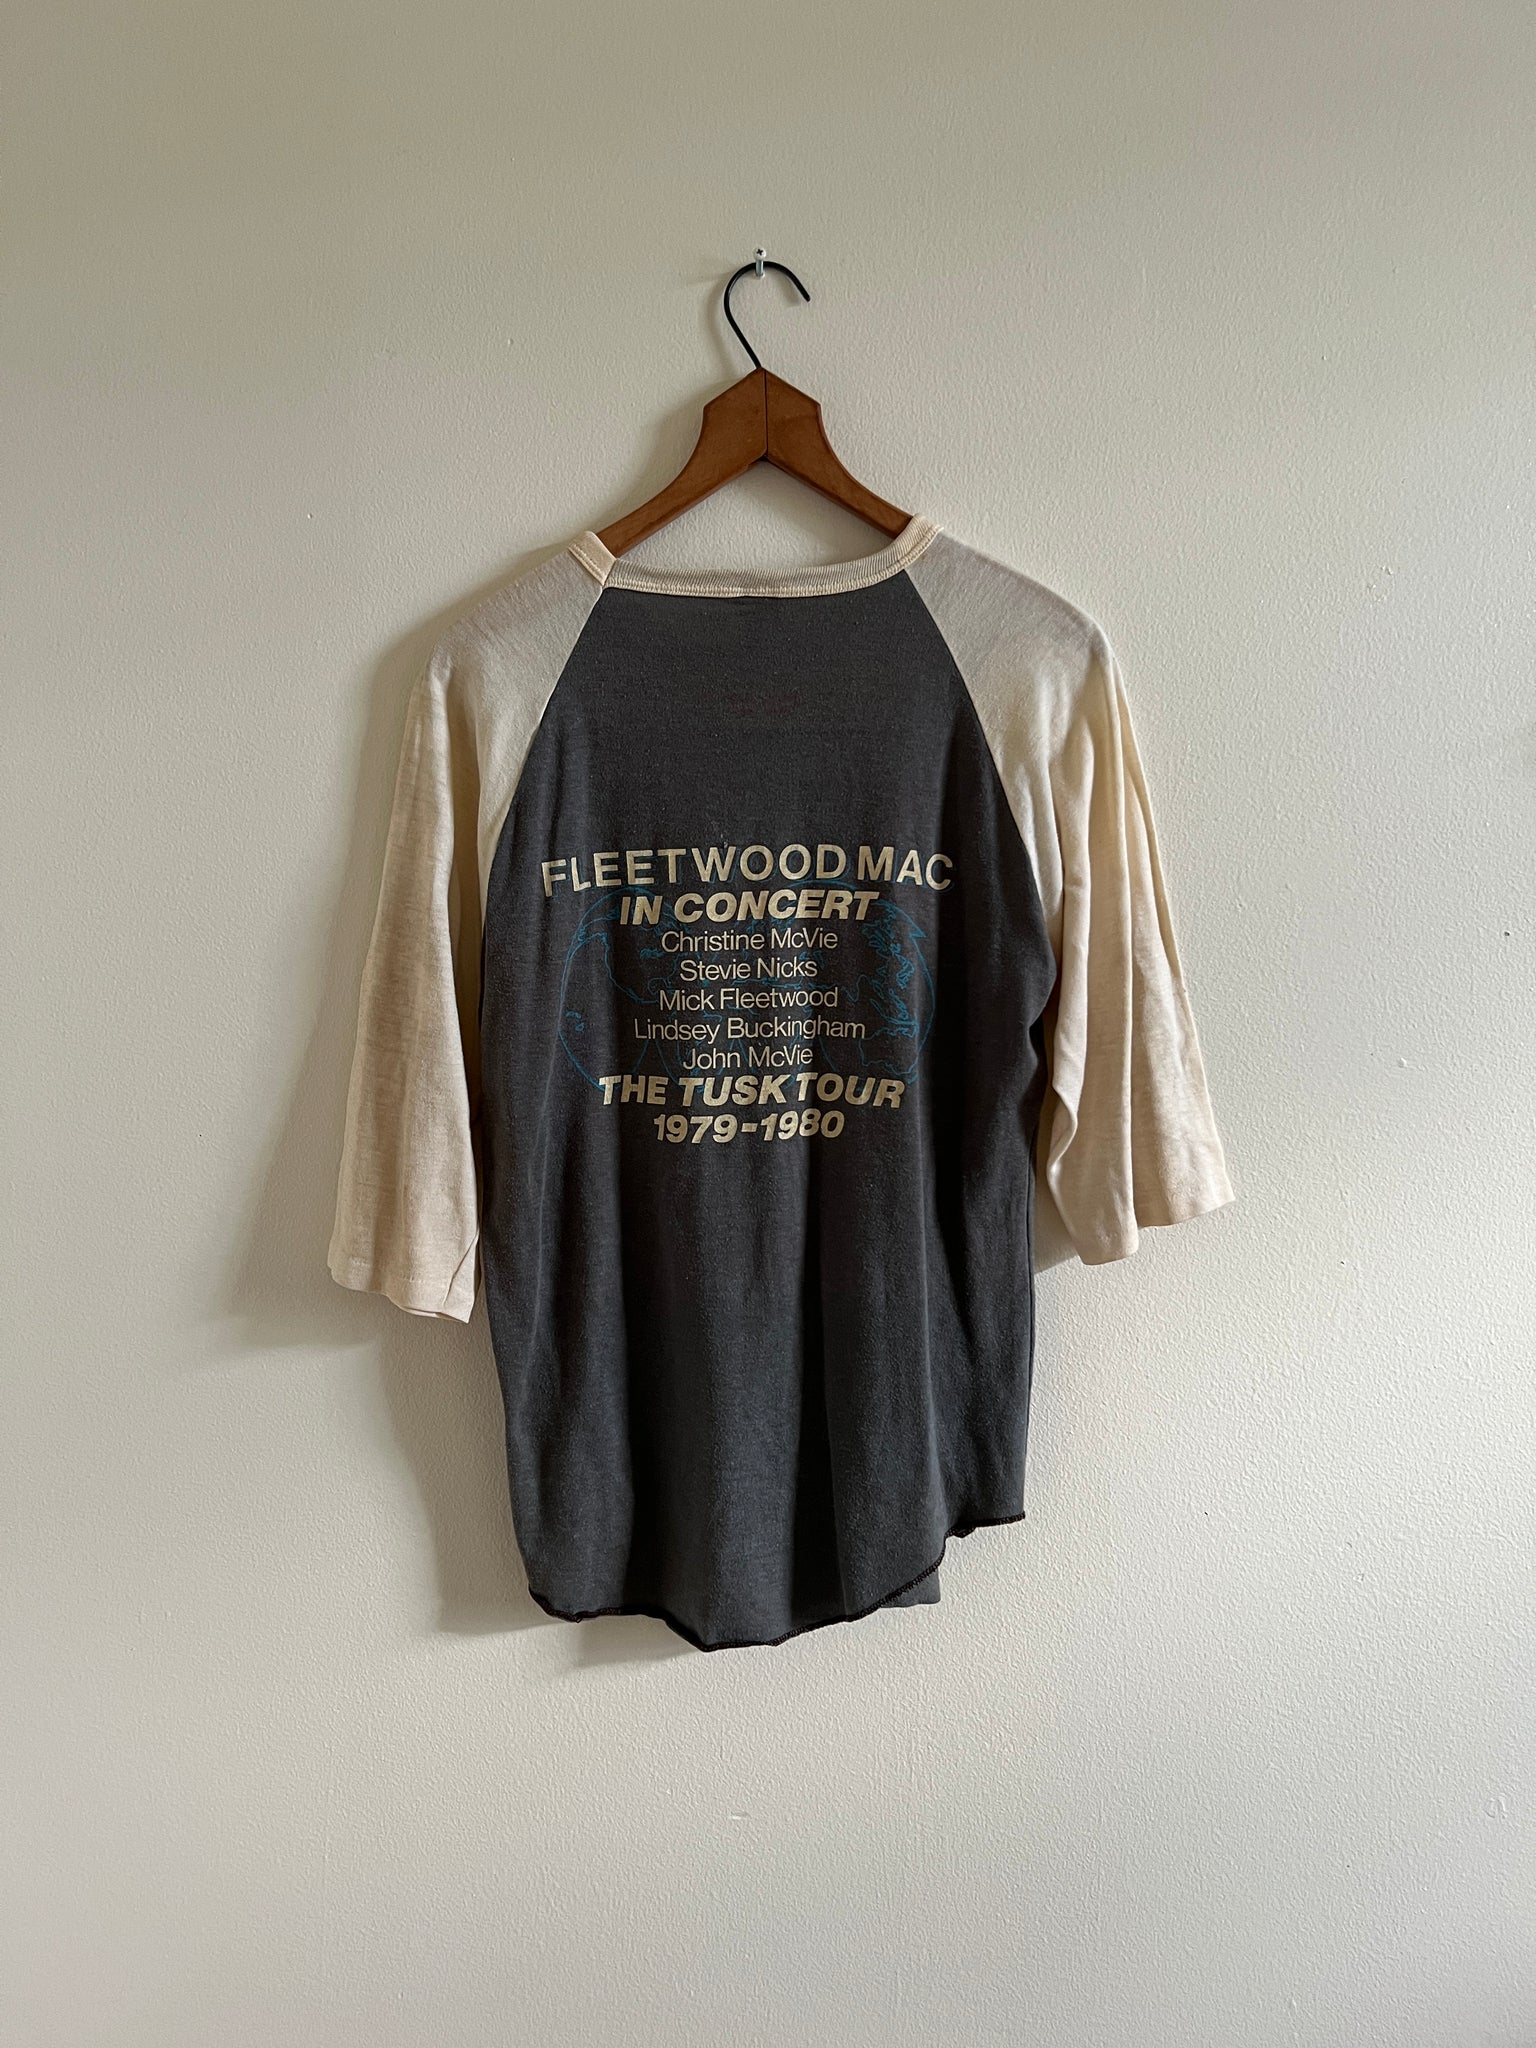 FLEETWOOD MAC
IN CONCERT
Christine McVie
Stevie Nicks
Mick Fleetwood
Lindsey Buckingham
John McVie
THE TUSK TOUR
1979-1980